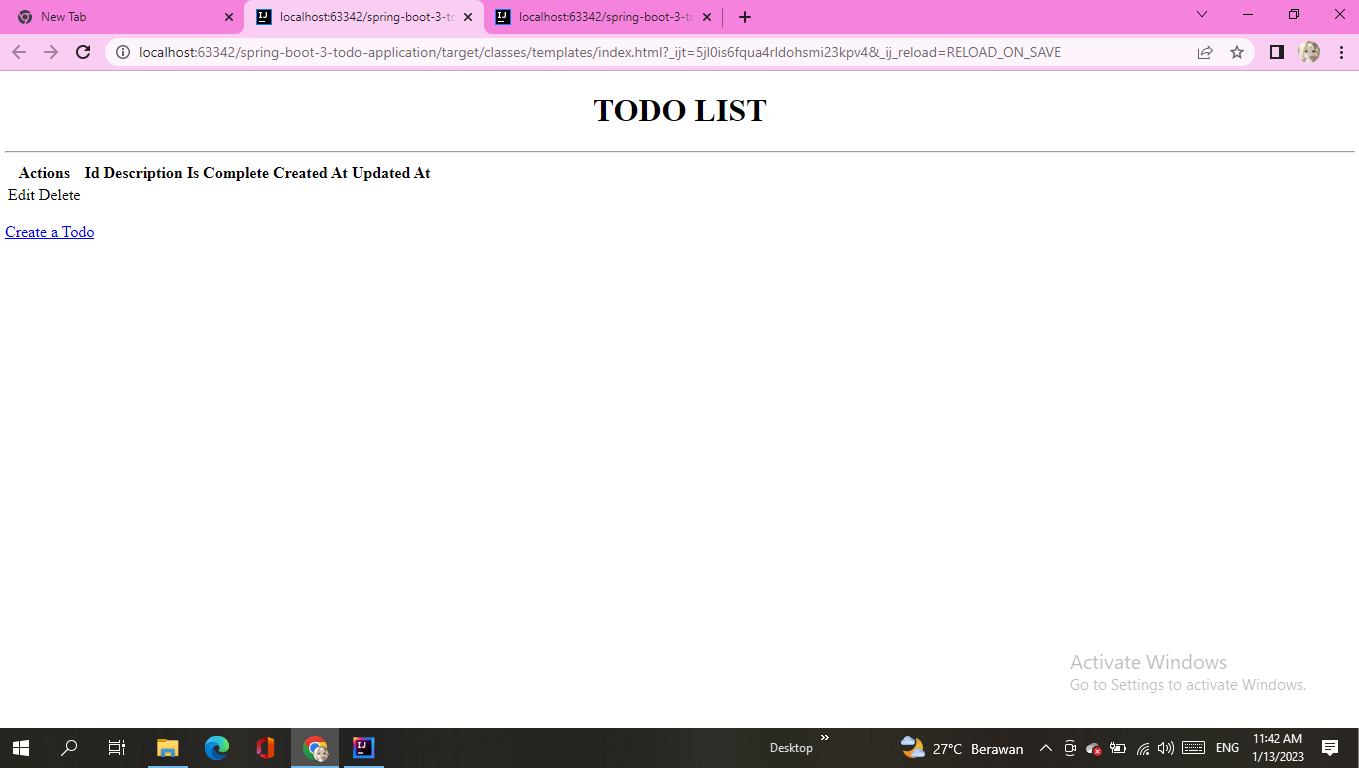 New Tab
localhost:63342/spring-boot-3-to
localhost:63342/spring-boot-3-to
localhost:63342/spring-boot-3-todo-application/target/classes/templates/index.html?_ijt=5jl0is6fqua4rldohsmi23kpv4&_ij_reload=RELOAD_ON_SAVE
TODO LIST
Actions Id Description Is Complete Created At Updated At
Edit Delete
Create a Todo
Activate Windows
Go to Settings to activate Windows.
Desktop
27°C Berawan
ENG
11:42 AM
1/13/2023